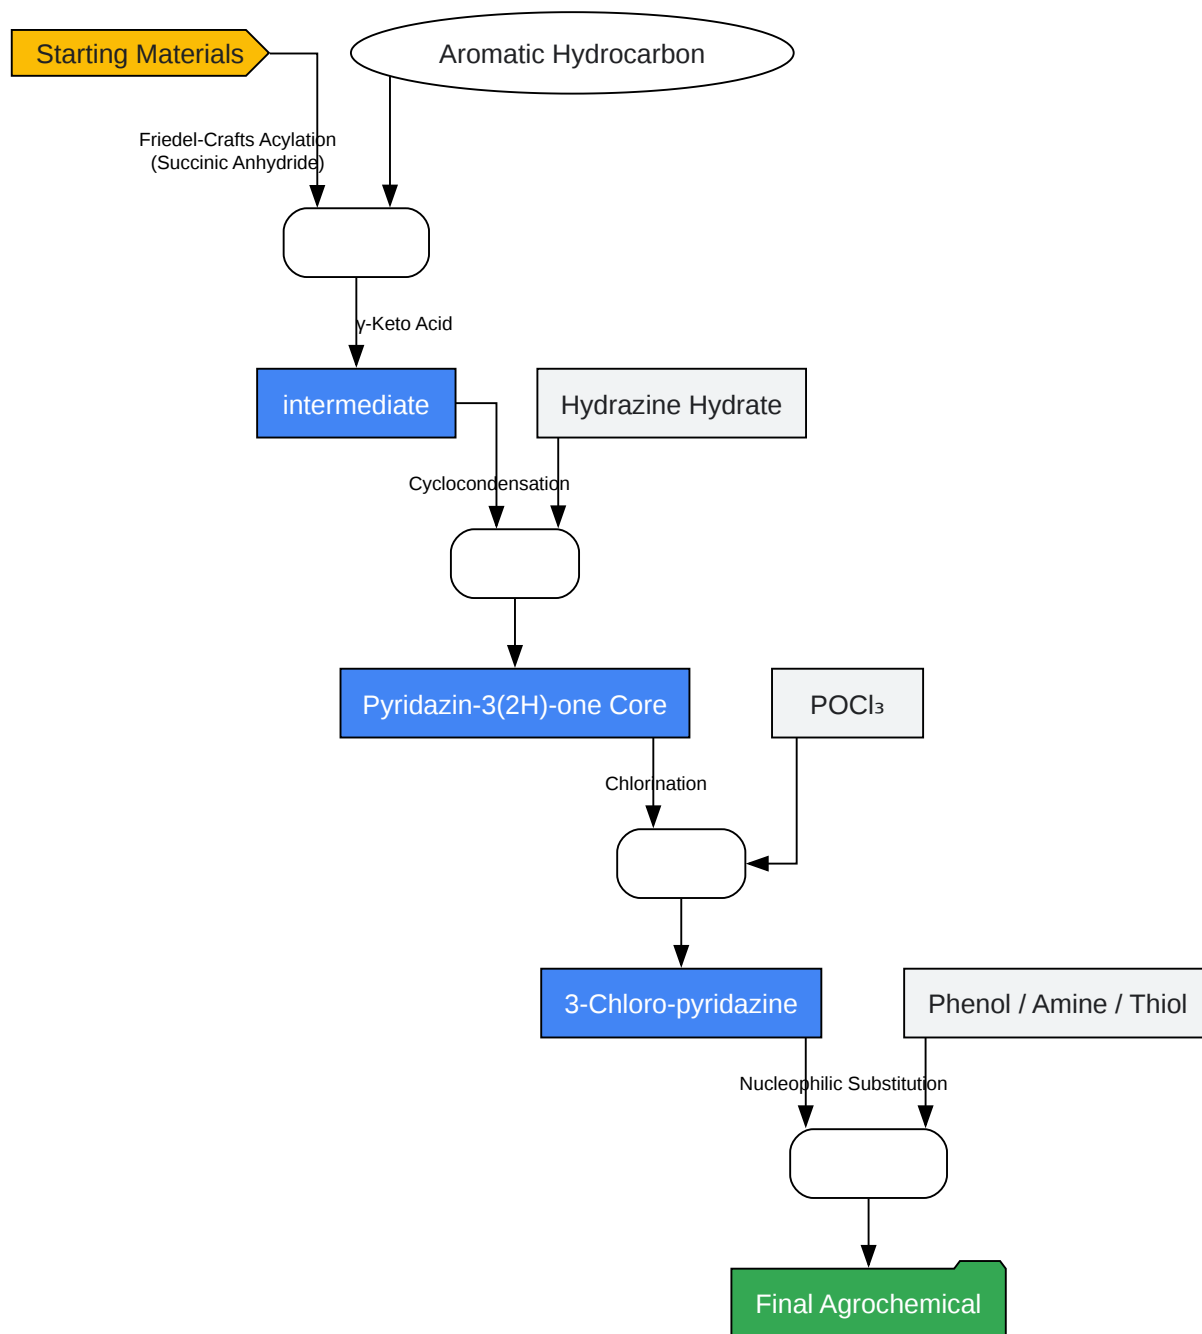 Starting Materials
Aromatic Hydrocarbon
Friedel-Crafts Acylation
(Succinic Anhydride)
γ-Keto Acid
intermediate
Hydrazine Hydrate
Cyclocondensation
Pyridazin-3(2H)-one Core
POCl₃
Chlorination
3-Chloro-pyridazine
Phenol / Amine / Thiol
Nucleophilic Substitution
Final Agrochemical